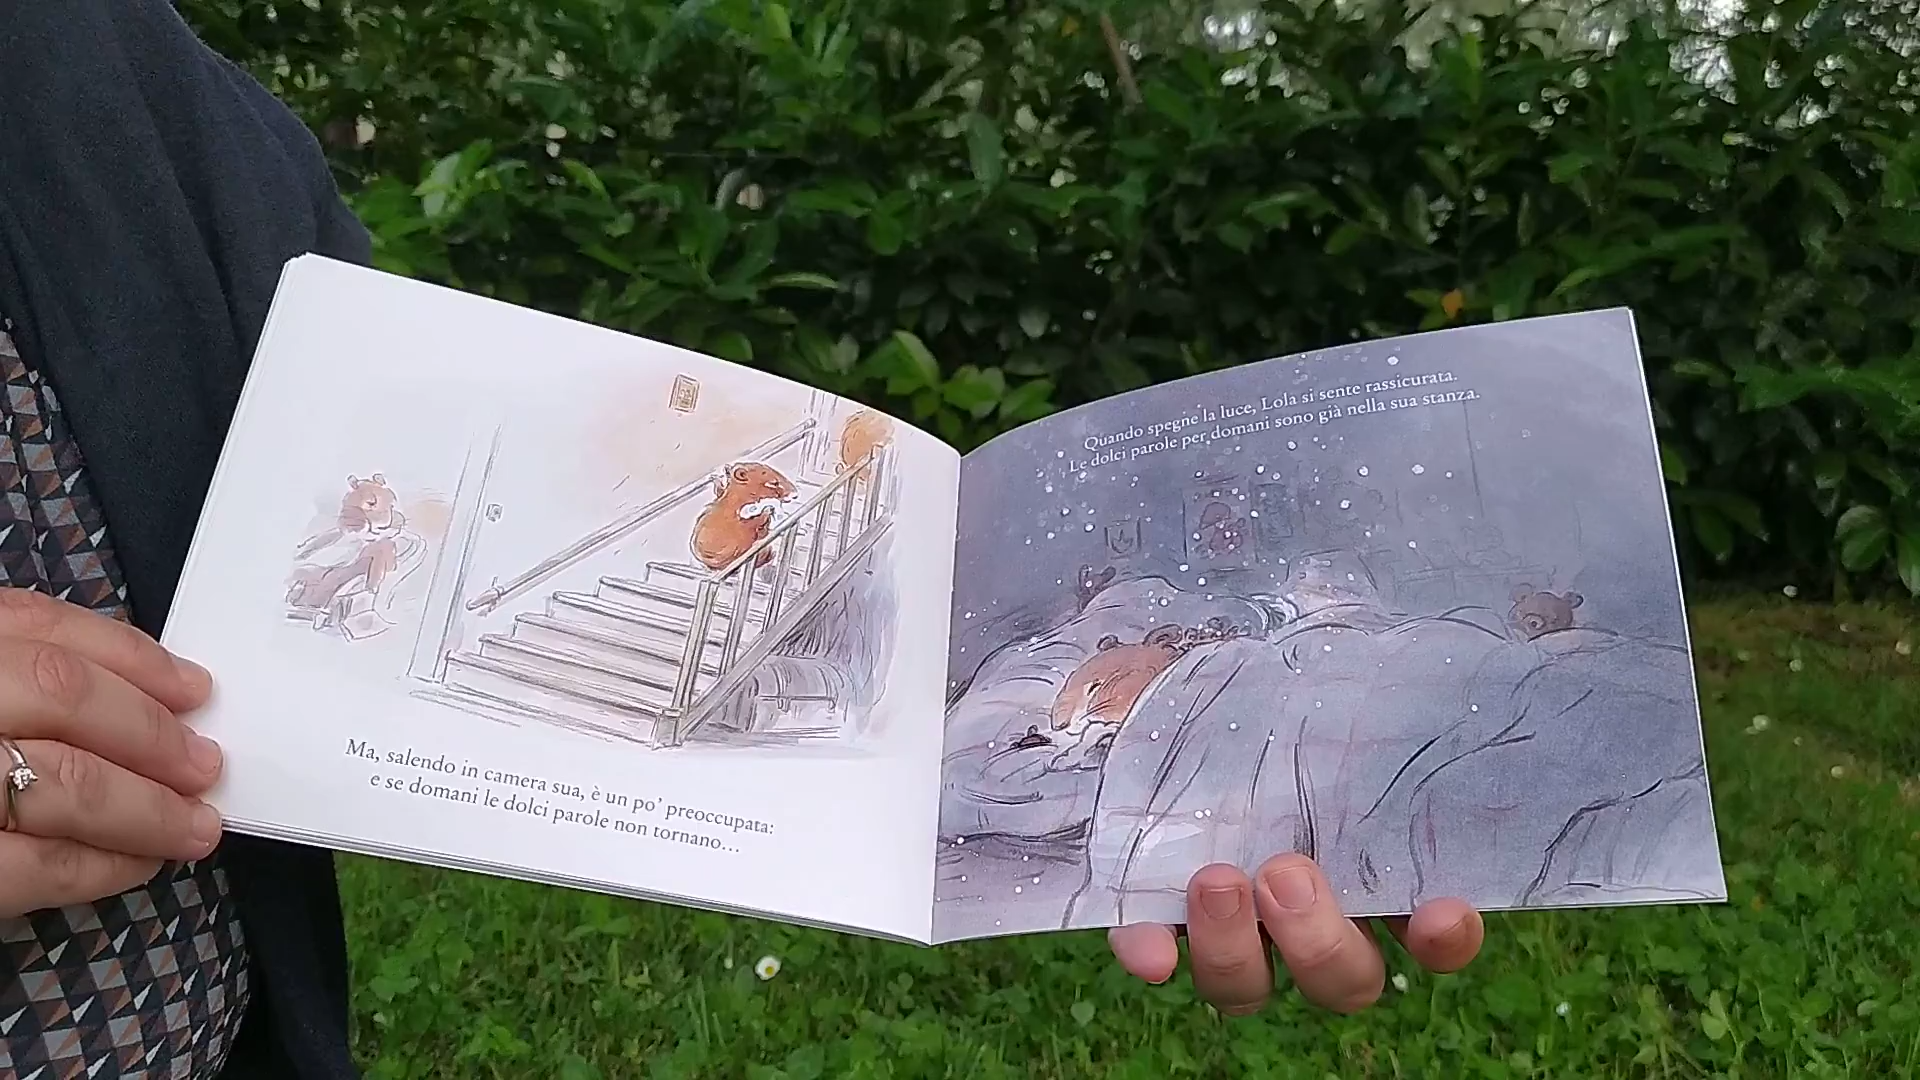 Ma, salendo in camera sua, è un po’ preoccupata:
e se domani le dolci parole non tornano…
Quando spegne la luce, Lola si sente rassicurata.
Le dolci parole per domani sono già nella sua stanza.